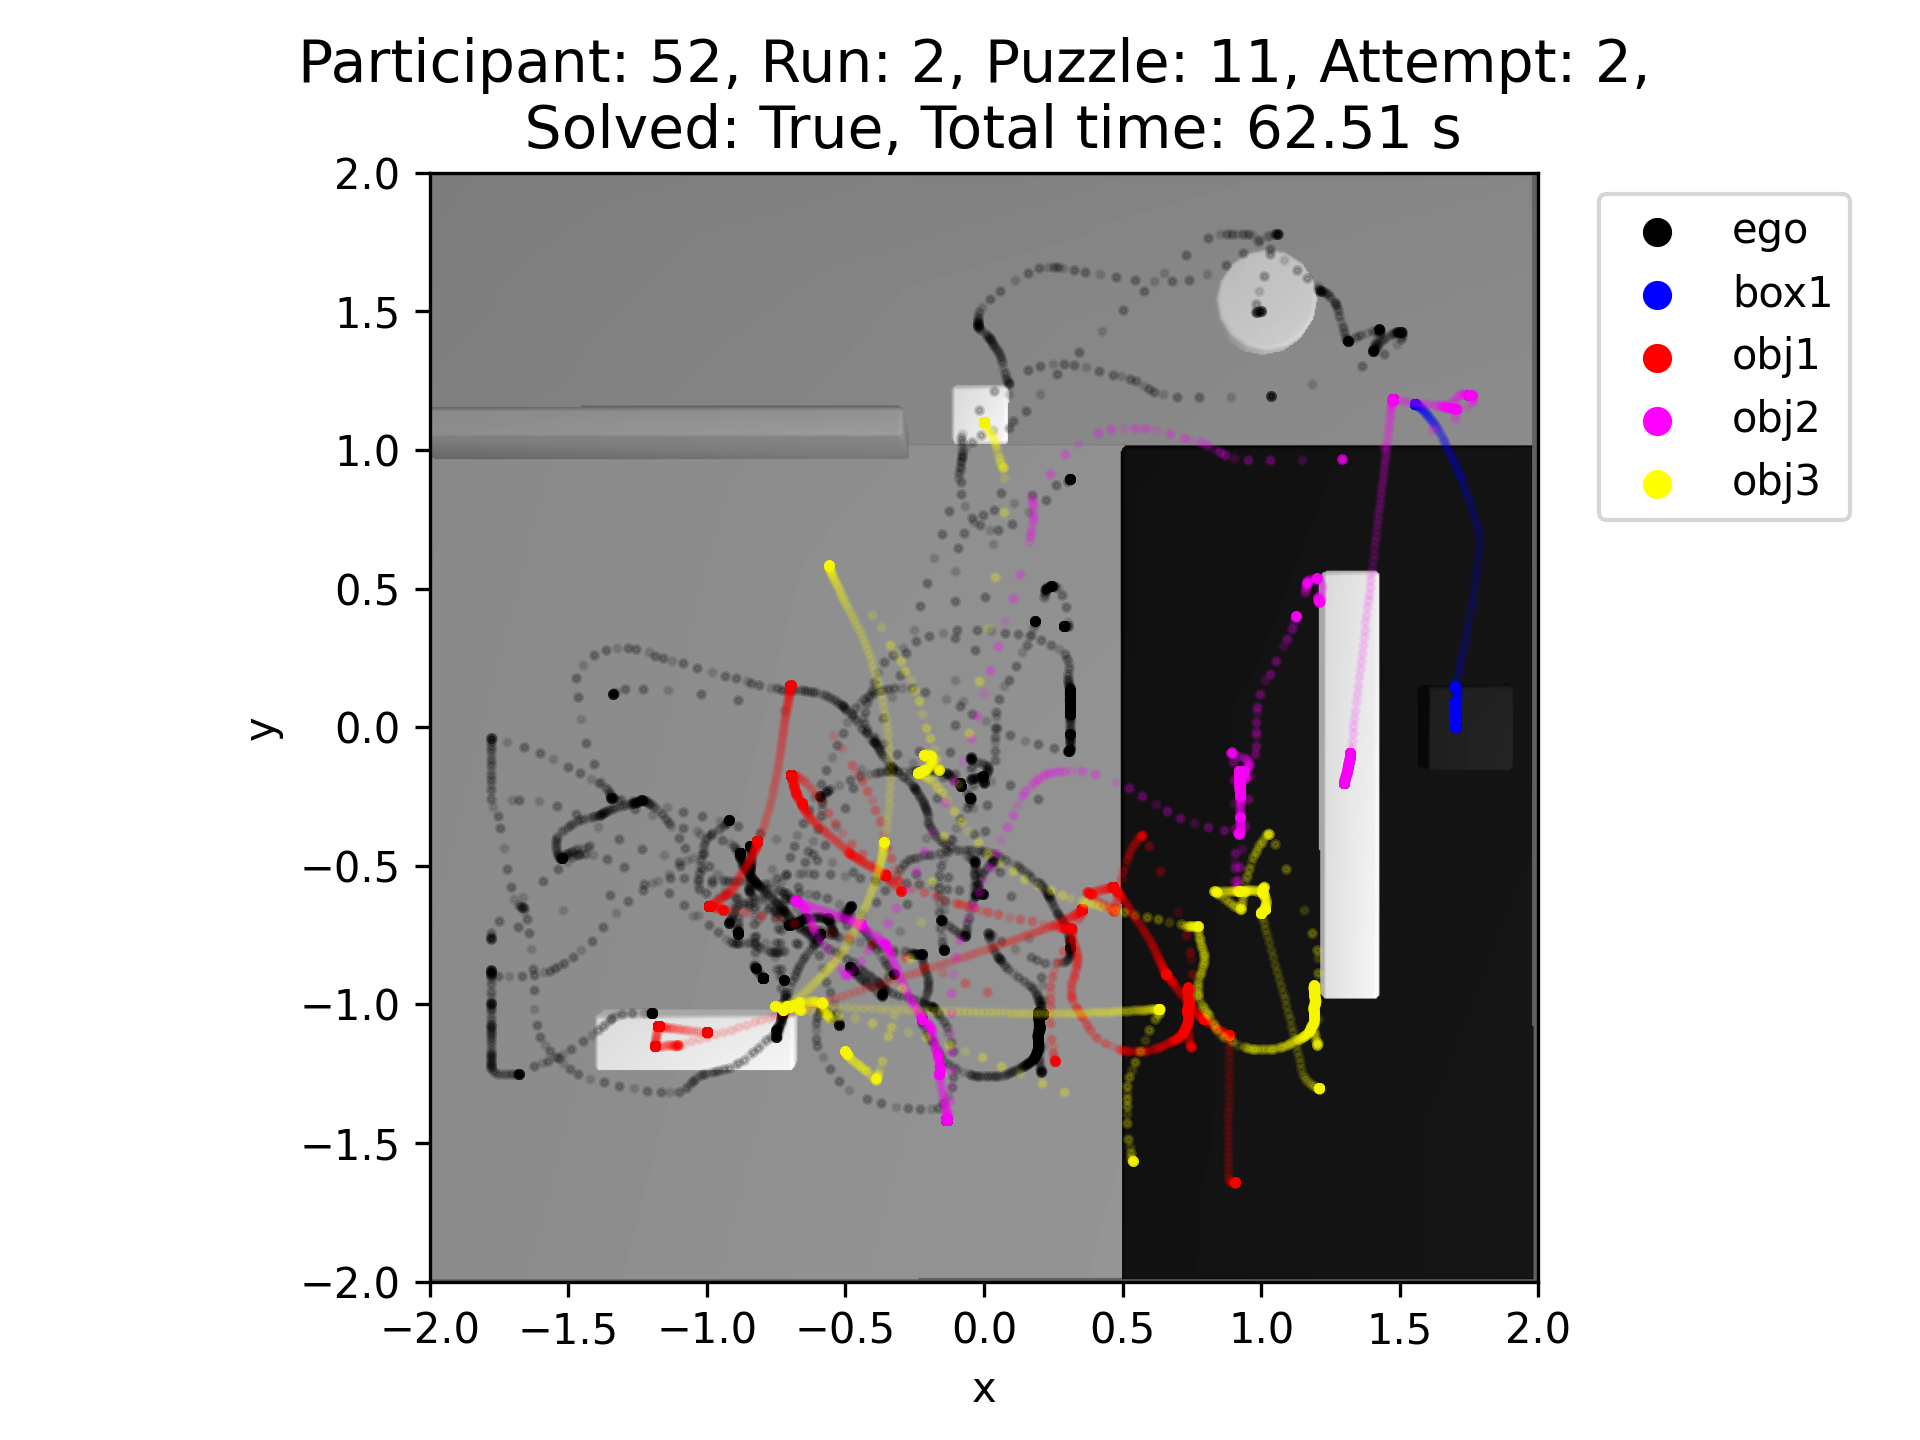 Participant: 52, Run: 2, Puzzle: 11, Attempt: 2,
Solved: True, Total time: 62.51 s
2.0
1.5
1.0
0.5
0.0
−0.5
−1.0
−1.5
−2.0
y
−2.0 −1.5 −1.0 −0.5 0.0 0.5 1.0 1.5 2.0
x
ego
box1
obj1
obj2
obj3